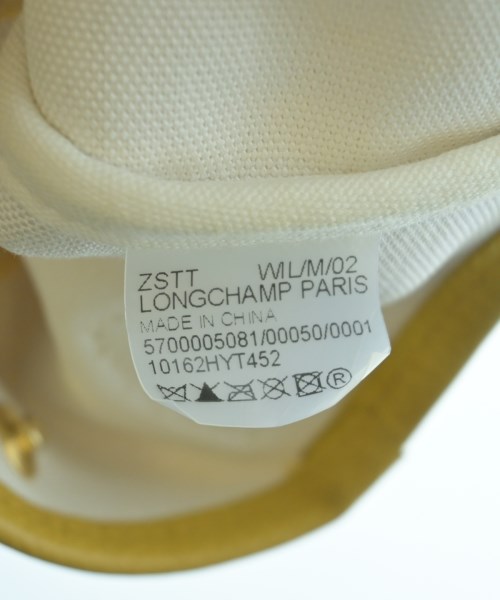 ZSTT WIL/M/02
LONGCHAMP PARIS
MADE IN CHINA
5700005081/00050/0001
10162HYT452
®